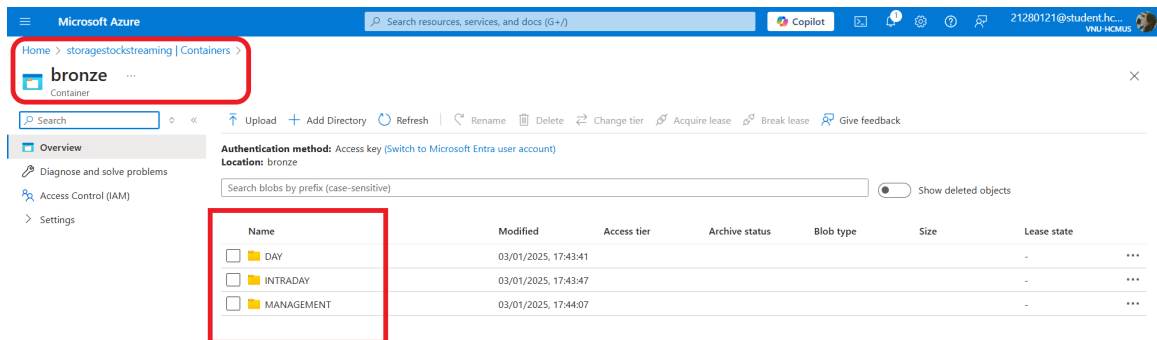 Microsoft Azure
Search resources, services, and docs (G+/)
Copilot
21280121@student.hc...
VNU-HCMUS
Home > storagestockstreaming | Containers >
bronze ...
Container
Search
Upload Add Directory Refresh Rename Delete Change tier Acquire lease Break lease Give feedback
Overview
Diagnose and solve problems
Access Control (IAM)
Settings
Authentication method: Access key (Switch to Microsoft Entra user account)
Location: bronze
Search blobs by prefix (case-sensitive)
Show deleted objects
Name Modified Access tier Archive status Blob type Size Lease state
DAY 03/01/2025, 17:43:41 - ...
INTRADAY 03/01/2025, 17:43:47 - ...
MANAGEMENT 03/01/2025, 17:44:07 - ...